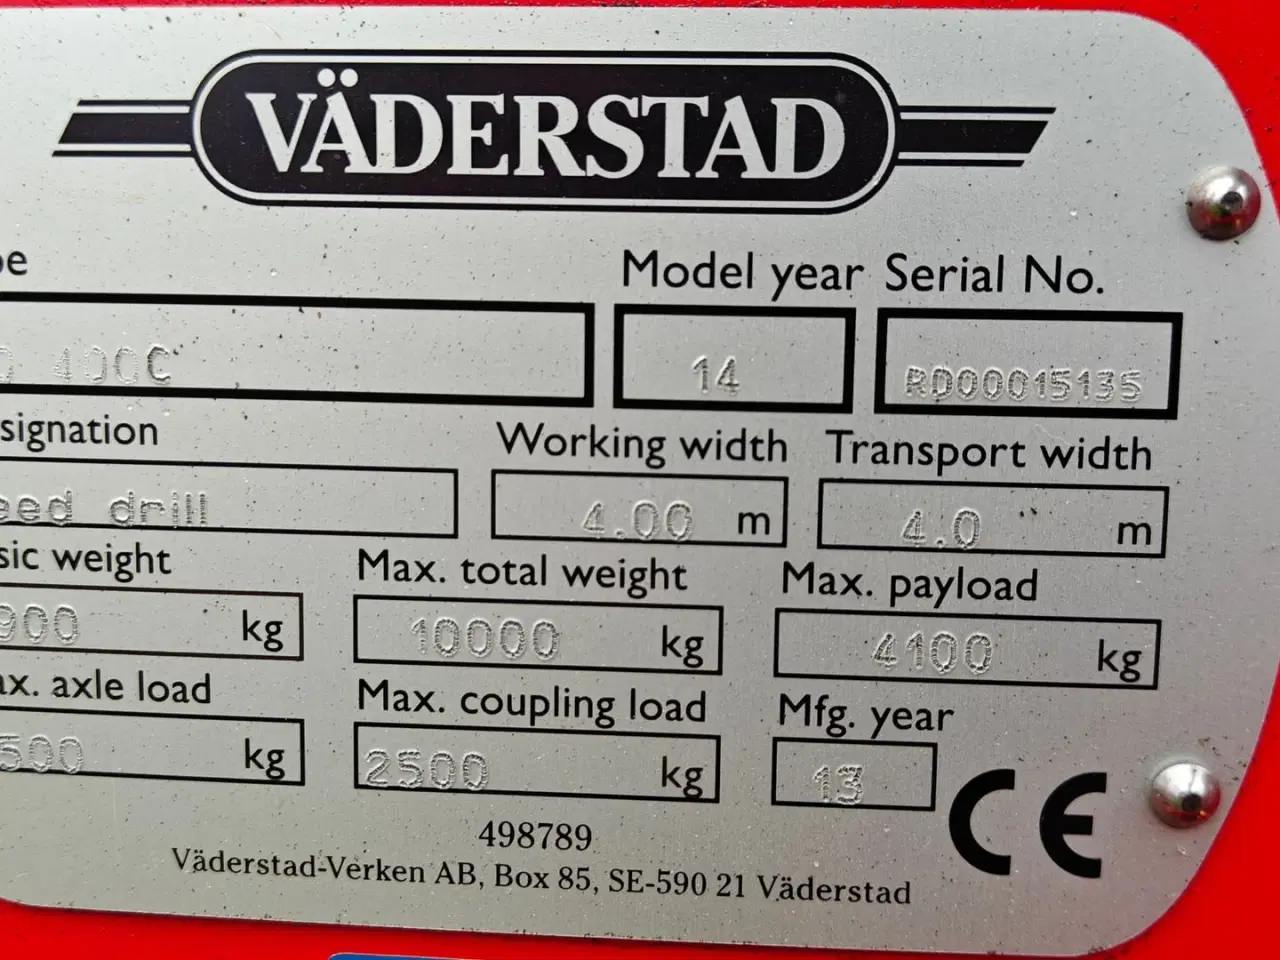 VÄDERSTAD
pe Model year Serial No.
400C 14 RD00015135
signation Working width Transport width
eed drill 4.00 m 4.0 m
sic weight Max. total weight Max. payload
900 kg 10000 kg 4100 kg
ax. axle load Max. coupling load Mfg. year
500 kg 2500 kg 13 CE
498789
Väderstad-Verken AB, Box 85, SE-590 21 Väderstad